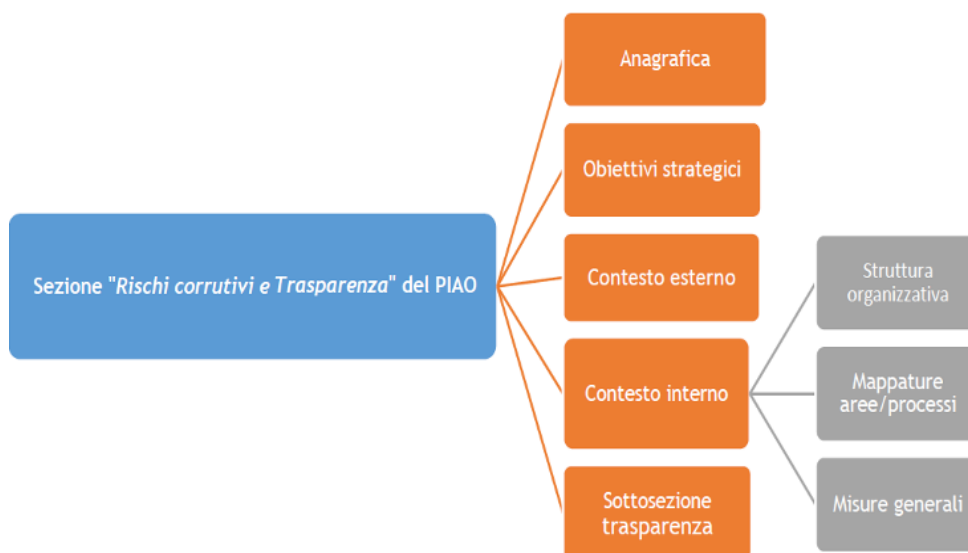 Sezione "Rischi corrutivi e Trasparenza" del PIAO
Anagrafica
Obiettivi strategici
Contesto esterno
Contesto interno
Sottosezione
trasparenza
Struttura
organizzativa
Mappature
aree/processi
Misure generali